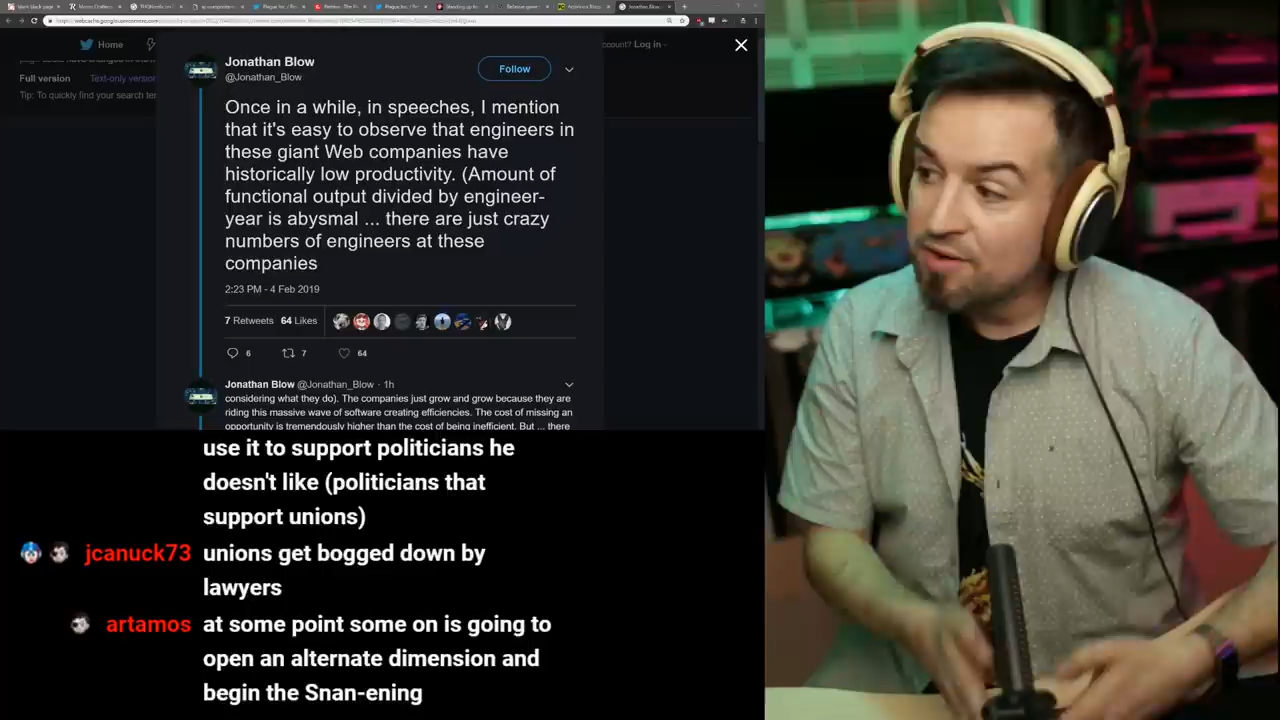 Home
Full version
Text-only version
Tip: To quickly find your search ter
account? Log in
Jonathan Blow
@Jonathan_Blow
Follow
Once in a while, in speeches, I mention
that it's easy to observe that engineers in
these giant Web companies have
historically low productivity. (Amount of
functional output divided by engineer-
year is abysmal ... there are just crazy
numbers of engineers at these
companies
2:23 PM - 4 Feb 2019
7 Retweets 64 Likes
6 7 64
Jonathan Blow @Jonathan_Blow · 1h
considering what they do). The companies just grow and grow because they are
riding this massive wave of software creating efficiencies. The cost of missing an
opportunity is tremendously higher than the cost of being inefficient. But ... there
use it to support politicians he
doesn't like (politicians that
support unions)
jcanuck73 unions get bogged down by
lawyers
artamos at some point some on is going to
open an alternate dimension and
begin the Snan-ening